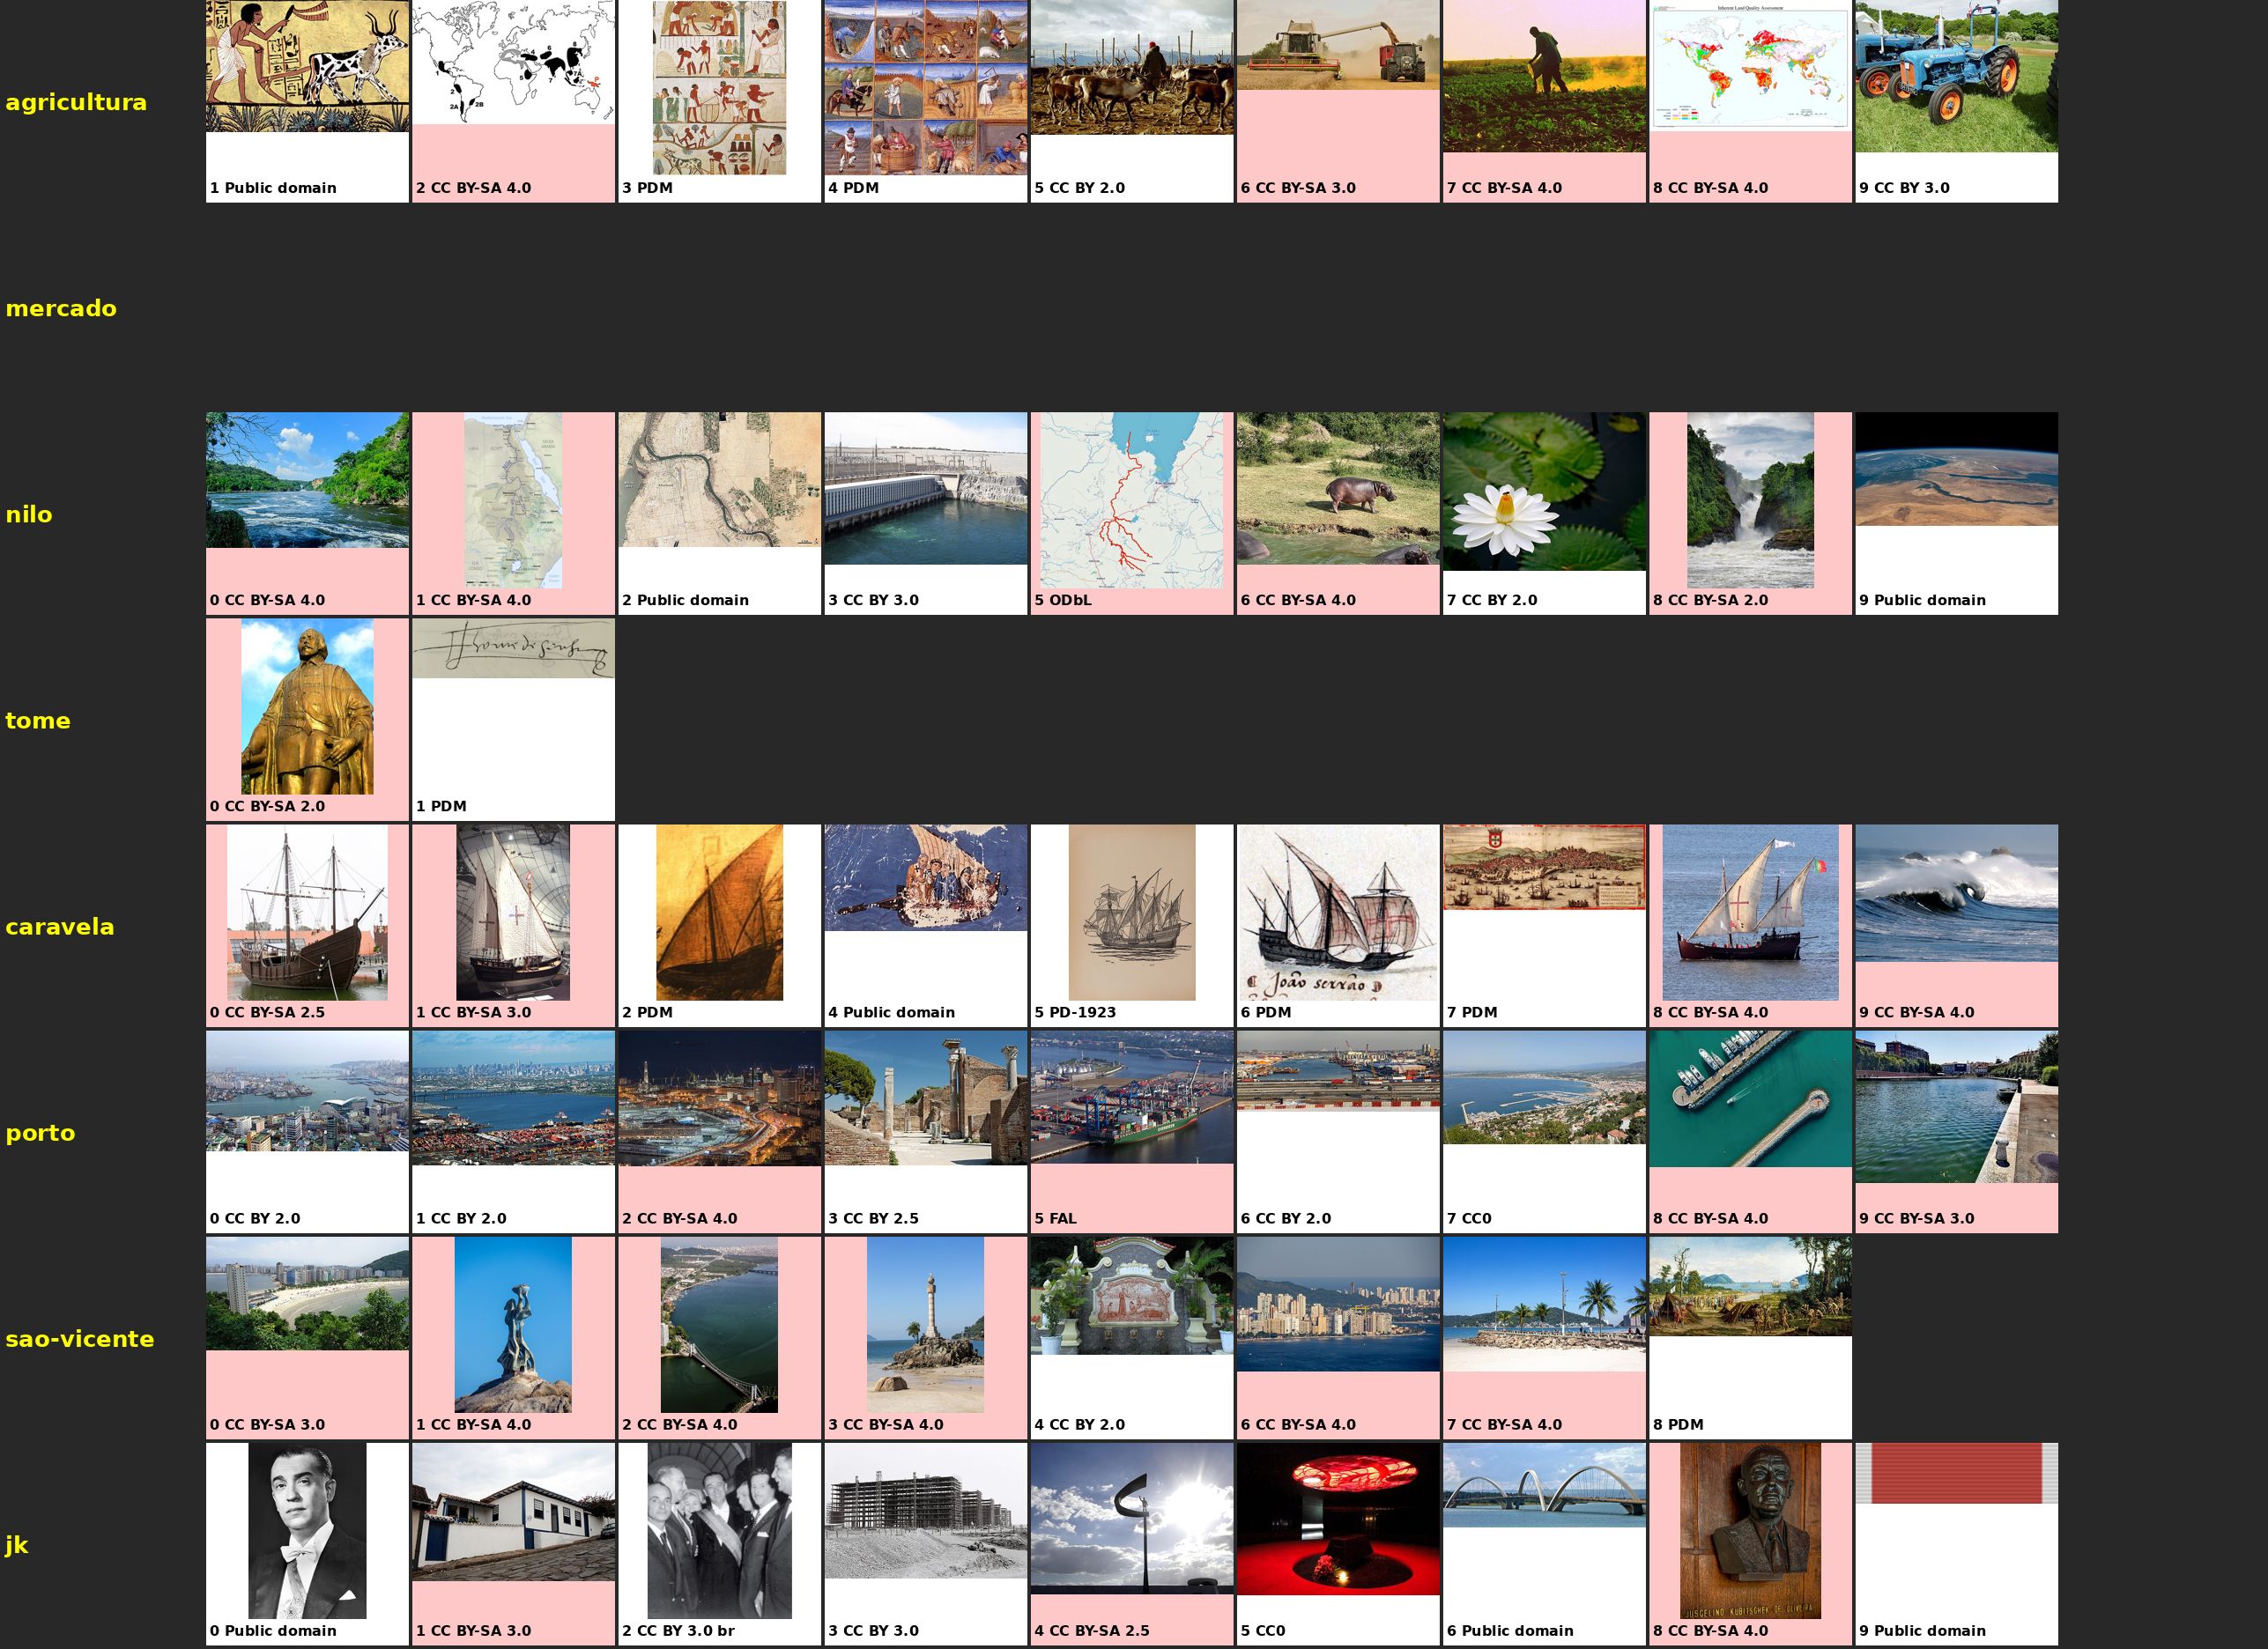 agricultura
1 Public domain
2 CC BY-SA 4.0
3 PDM
4 PDM
5 CC BY 2.0
6 CC BY-SA 3.0
7 CC BY-SA 4.0
Inherent Land Quality Assessment
8 CC BY-SA 4.0
9 CC BY 3.0
mercado
nilo
0 CC BY-SA 4.0
1 CC BY-SA 4.0
2 Public domain
3 CC BY 3.0
5 ODbL
6 CC BY-SA 4.0
7 CC BY 2.0
8 CC BY-SA 2.0
9 Public domain
tome
0 CC BY-SA 2.0
1 PDM
caravela
0 CC BY-SA 2.5
1 CC BY-SA 3.0
2 PDM
4 Public domain
5 PD-1923
João serrão
6 PDM
7 PDM
8 CC BY-SA 4.0
9 CC BY-SA 4.0
porto
0 CC BY 2.0
1 CC BY 2.0
2 CC BY-SA 4.0
3 CC BY 2.5
5 FAL
6 CC BY 2.0
7 CC0
8 CC BY-SA 4.0
9 CC BY-SA 3.0
sao-vicente
0 CC BY-SA 3.0
1 CC BY-SA 4.0
2 CC BY-SA 4.0
3 CC BY-SA 4.0
4 CC BY 2.0
6 CC BY-SA 4.0
7 CC BY-SA 4.0
8 PDM
jk
0 Public domain
1 CC BY-SA 3.0
2 CC BY 3.0 br
3 CC BY 3.0
4 CC BY-SA 2.5
5 CC0
6 Public domain
JUSCELINO KUBITSCHEK DE OLIVEIRA
8 CC BY-SA 4.0
9 Public domain